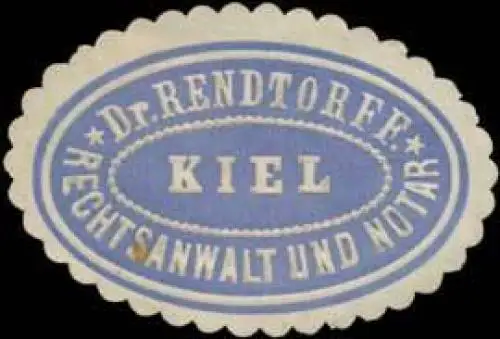 Dr. RENDTORFF.
KIEL
RECHTSANWALT UND NOTAR